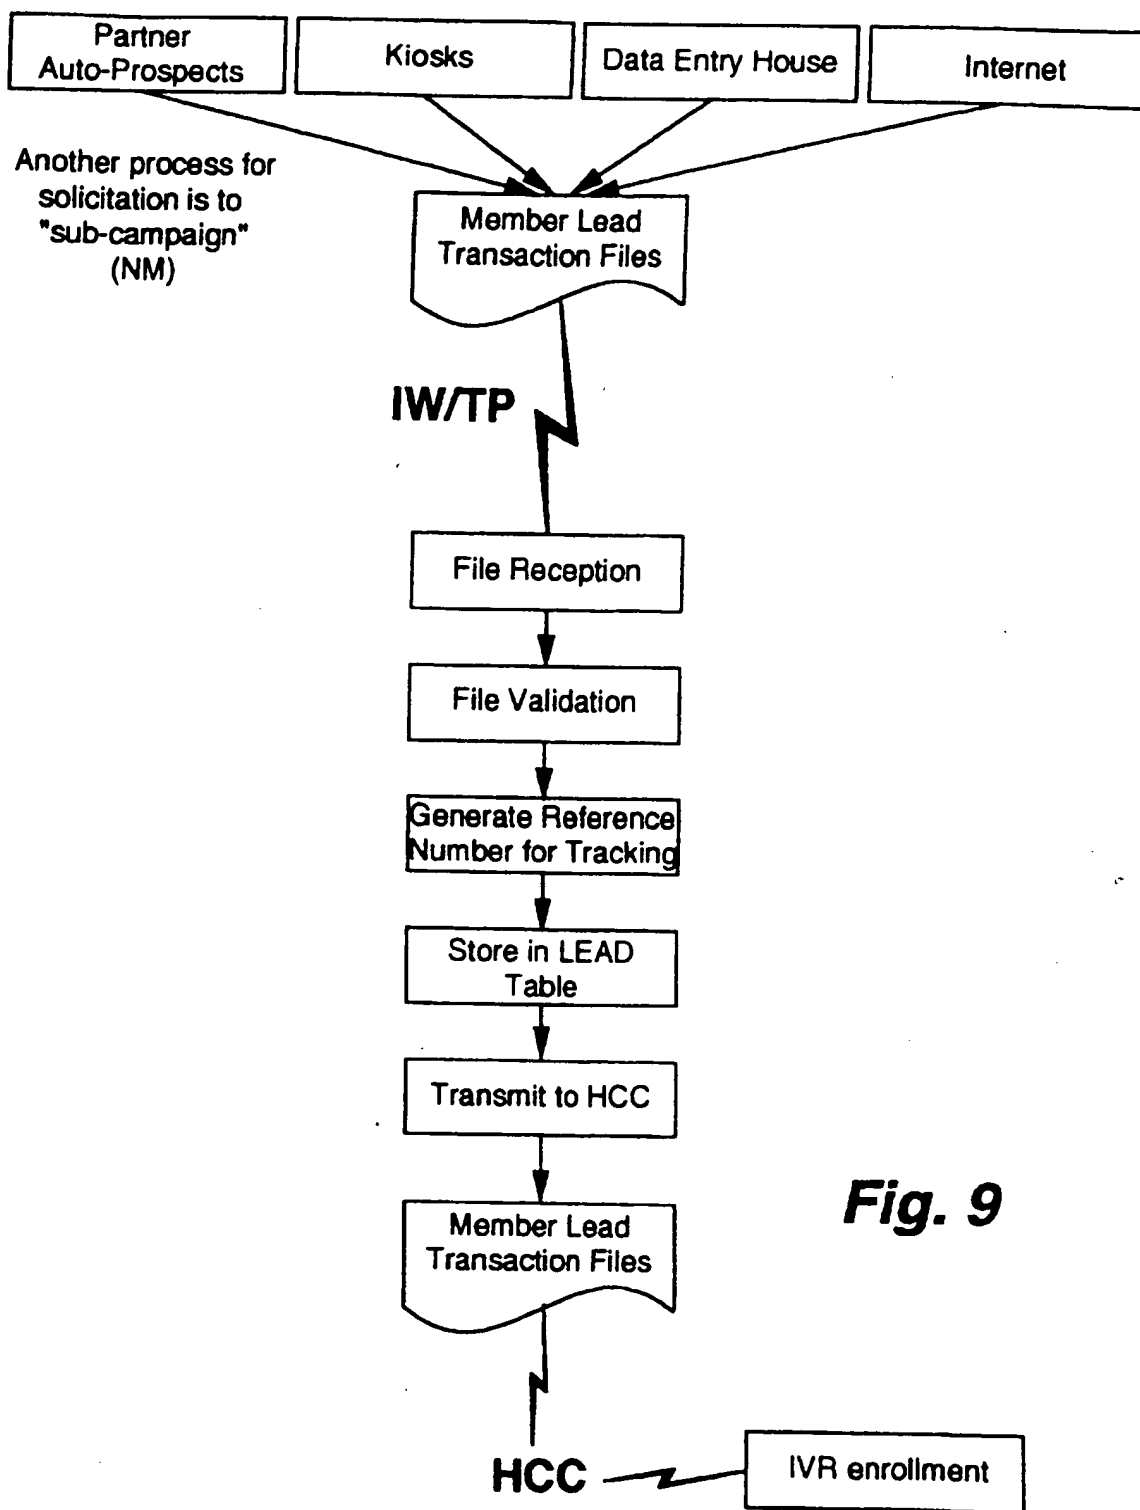 Partner
Auto-Prospects
Kiosks
Data Entry House
Internet
Another process for
solicitation is to
"sub-campaign"
(NM)
Member Lead
Transaction Files
IW/TP
File Reception
File Validation
Generate Reference
Number for Tracking
Store in LEAD
Table
Transmit to HCC
Member Lead
Transaction Files
Fig. 9
HCC
IVR enrollment